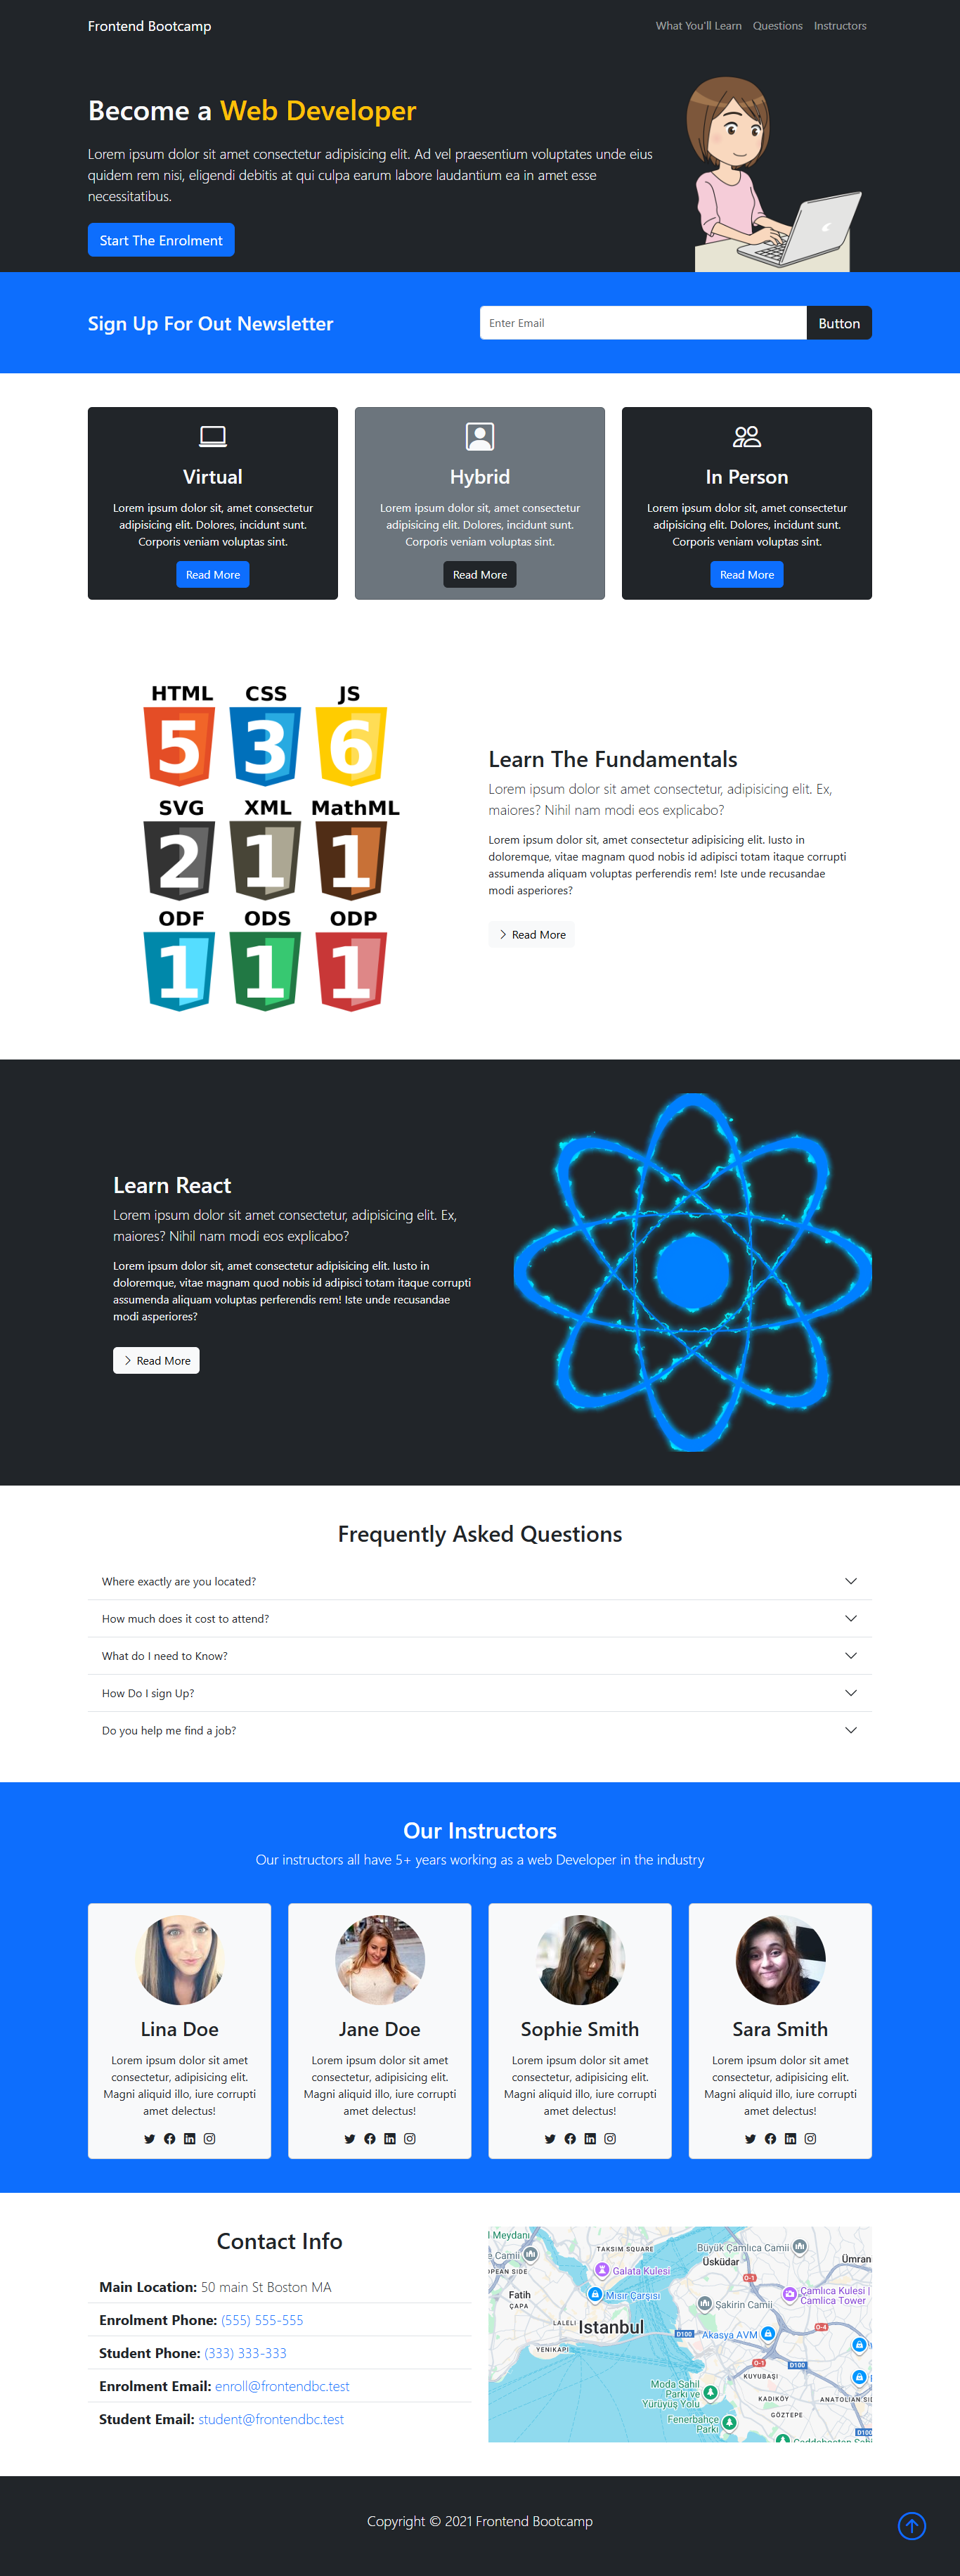 Frontend Bootcamp
What You'll Learn Questions Instructors
Become a Web Developer
Lorem ipsum dolor sit amet consectetur adipisicing elit. Ad vel praesentium voluptates unde eius
quidem rem nisi, eligendi debitis at qui culpa earum labore laudantium ea in amet esse
necessitatibus.
Start The Enrolment
Sign Up For Out Newsletter
Enter Email
Button
Virtual
Lorem ipsum dolor sit, amet consectetur
adipisicing elit. Dolores, incidunt sunt.
Corporis veniam voluptas sint.
Read More
Hybrid
Lorem ipsum dolor sit, amet consectetur
adipisicing elit. Dolores, incidunt sunt.
Corporis veniam voluptas sint.
Read More
In Person
Lorem ipsum dolor sit, amet consectetur
adipisicing elit. Dolores, incidunt sunt.
Corporis veniam voluptas sint.
Read More
HTML CSS JS
5 3 6
SVG XML MathML
2 1 1
ODF ODS ODP
1 1 1
Learn The Fundamentals
Lorem ipsum dolor sit amet consectetur, adipisicing elit. Ex,
maiores? Nihil nam modi eos explicabo?
Lorem ipsum dolor sit, amet consectetur adipisicing elit. Iusto in
doloremque, vitae magnam quod nobis id adipisci totam itaque corrupti
assumenda aliquam voluptas perferendis rem! Iste unde recusandae
modi asperiores?
Read More
Learn React
Lorem ipsum dolor sit amet consectetur, adipisicing elit. Ex,
maiores? Nihil nam modi eos explicabo?
Lorem ipsum dolor sit, amet consectetur adipisicing elit. Iusto in
doloremque, vitae magnam quod nobis id adipisci totam itaque corrupti
assumenda aliquam voluptas perferendis rem! Iste unde recusandae
modi asperiores?
Read More
Frequently Asked Questions
Where exactly are you located?
How much does it cost to attend?
What do I need to Know?
How Do I sign Up?
Do you help me find a job?
Our Instructors
Our instructors all have 5+ years working as a web Developer in the industry
Lina Doe
Lorem ipsum dolor sit amet
consectetur, adipisicing elit.
Magni aliquid illo, iure corrupti
amet delectus!
Jane Doe
Lorem ipsum dolor sit amet
consectetur, adipisicing elit.
Magni aliquid illo, iure corrupti
amet delectus!
Sophie Smith
Lorem ipsum dolor sit amet
consectetur, adipisicing elit.
Magni aliquid illo, iure corrupti
amet delectus!
Sara Smith
Lorem ipsum dolor sit amet
consectetur, adipisicing elit.
Magni aliquid illo, iure corrupti
amet delectus!
Contact Info
Main Location: 50 main St Boston MA
Enrolment Phone: (555) 555-555
Student Phone: (333) 333-333
Enrolment Email: enroll@frontendbc.test
Student Email: student@frontendbc.test
Meydanı
Camii
TAKSIM SQUARE
Büyük Çamlıca Camii
Üsküdar
Ümran
PEAN SIDE
Galata Kulesi
O-1
Fatih
ÇAPA
Mısır Çarşısı
Çamlıca Kulesi |
Camlica Tower
Şakirin Camii
LALELİ
Istanbul
D100
Akasya AVM
O-4
YENIKAPI
O-1
D100
KUYUBAŞI
Moda Sahil
Parkı ve
Yürüyüş Yolu
KADIKÖY
ANATOLIAN SID
GÖZTEPE
Fenerbahçe
Parkı
D100
Caddebostan Sahi
Copyright © 2021 Frontend Bootcamp